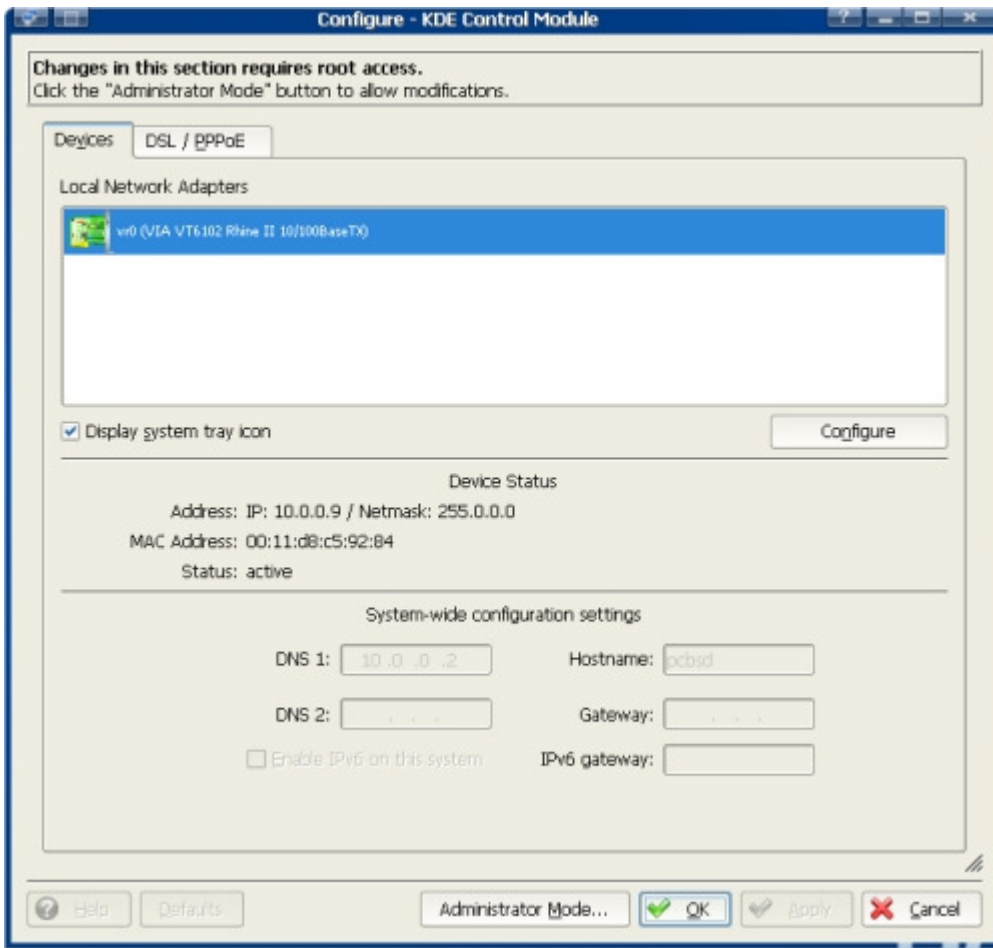 Configure - KDE Control Module
Changes in this section requires root access.
Click the "Administrator Mode" button to allow modifications.
Devices
DSL / PPPoE
Local Network Adapters
vr0 (VIA VT6102 Rhine II 10/100BaseTX)
Display system tray icon
Configure
Device Status
Address: IP: 10.0.0.9 / Netmask: 255.0.0.0
MAC Address: 00:11:d8:c5:92:84
Status: active
System-wide configuration settings
DNS 1: 10 .0 .0 .2 Hostname: pcbsd
DNS 2: . . . Gateway: . . .
Enable IPv6 on this system IPv6 gateway:
Help Defaults Administrator Mode... OK Apply Cancel